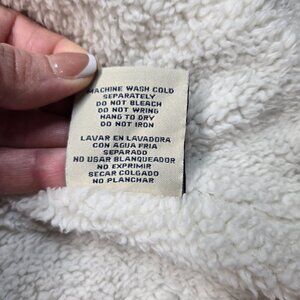 MACHINE WASH COLD
SEPARATELY
DO NOT BLEACH
DO NOT WRING
HANG TO DRY
DO NOT IRON
LAVAR EN LAVADORA
CON AGUA FRIA
SEPARADO
NO USAR BLANQUEADOR
NO EXPRIMIR
SECAR COLGADO
NO PLANCHAR